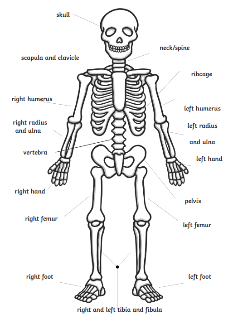 skull
neck/spine
scapula and clavicle
ribcage
right humerus
left humerus
right radius
and ulna
left radius
and ulna
vertebra
left hand
right hand
pelvis
right femur
left femur
right foot
left foot
right and left tibia and fibula